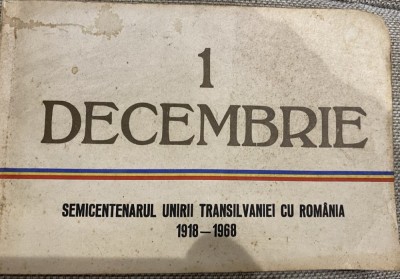 1
DECEMBRIE
SEMICENTENARUL UNIRII TRANSILVANIEI CU ROMÂNIA
1918—1968